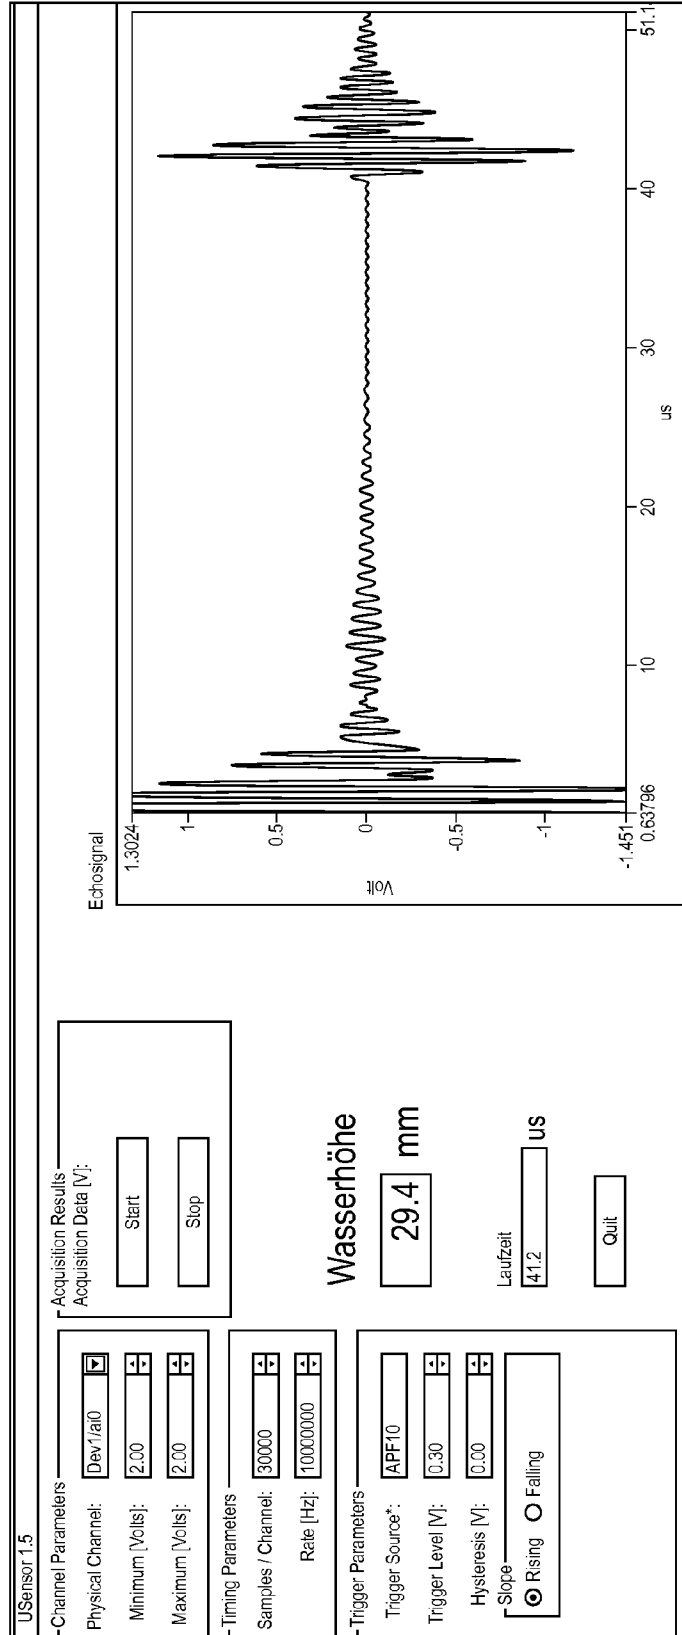 USensor 1.5
Channel Parameters
Physical Channel: Dev1/ai0
Minimum [Volts]: 2.00
Maximum [Volts]: 2.00
Timing Parameters
Samples / Channel: 30000
Rate [Hz]: 10000000
Trigger Parameters
Trigger Source*: APF10
Trigger Level [V]: 0.30
Hysteresis [V]: 0.00
Slope
Rising Falling
Acquisition Results
Acquisition Data [V]:
Start
Stop
Wasserhöhe
29.4 mm
Laufzeit
41.2 us
Quit
Echosignal
1.3024
1
0.5
0
-0.5
-1
-1.451
Volt
0.63796 10 20 30 40 51.1
us